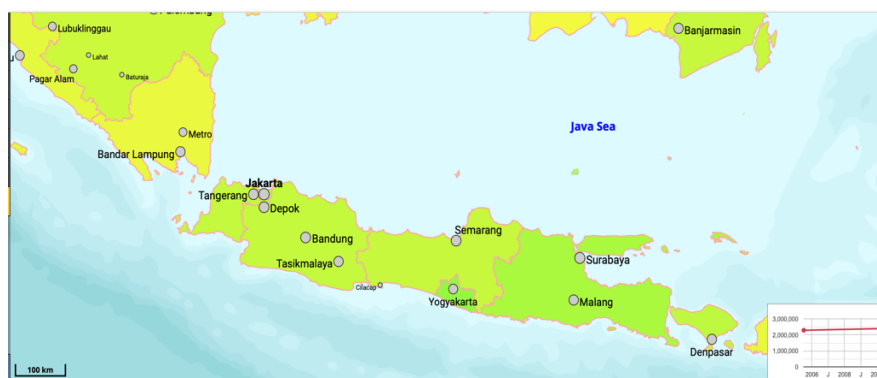 Lubuklinggau
Lahat
Pagar Alam
Baturaja
Metro
Bandar Lampung
Banjarmasin
Java Sea
Jakarta
Tangerang
Depok
Bandung
Tasikmalaya
Cilacap
Semarang
Yogyakarta
Surabaya
Malang
Denpasar
3,000,000
2,000,000
1,000,000
0
2006 J 2008 J
100 km